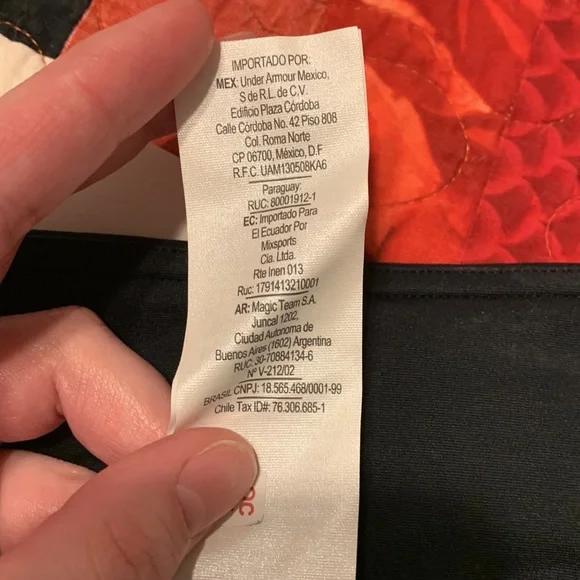 IMPORTADO POR:
MEX: Under Armour Mexico,
S de R.L. de C.V.
Edificio Plaza Córdoba
Calle Córdoba No. 42 Piso 808
Col. Roma Norte
CP 06700, México, D.F
R.F.C. UAM130508KA6
Paraguay:
RUC: 80001912-1
EC: Importado Para
El Ecuador Por
Mixsports
Cia. Ltda.
Rte Inen 013
Ruc: 1791413210001
AR: Magic Team S.A.
Juncal 1202,
Ciudad Autonoma de
Buenos Aires (1602) Argentina
RUC: 30-70884134-6
Nº V-212/02
BRASIL CNPJ: 18.565.468/0001-99
Chile Tax ID#: 76.306.685-1